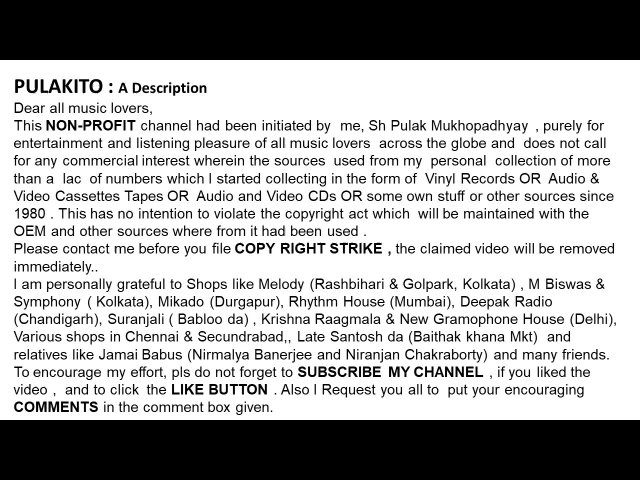 PULAKITO : A Description
Dear all music lovers,
This NON-PROFIT channel had been initiated by me, Sh Pulak Mukhopadhyay , purely for
entertainment and listening pleasure of all music lovers across the globe and does not call
for any commercial interest wherein the sources used from my personal collection of more
than a lac of numbers which I started collecting in the form of Vinyl Records OR Audio &
Video Cassettes Tapes OR Audio and Video CDs OR some own stuff or other sources since
1980 . This has no intention to violate the copyright act which will be maintained with the
OEM and other sources where from it had been used .
Please contact me before you file COPY RIGHT STRIKE , the claimed video will be removed
immediately..
I am personally grateful to Shops like Melody (Rashbihari & Golpark, Kolkata) , M Biswas &
Symphony ( Kolkata), Mikado (Durgapur), Rhythm House (Mumbai), Deepak Radio
(Chandigarh), Suranjali ( Babloo da) , Krishna Raagmala & New Gramophone House (Delhi),
Various shops in Chennai & Secundrabad,, Late Santosh da (Baithak khana Mkt) and
relatives like Jamai Babus (Nirmalya Banerjee and Niranjan Chakraborty) and many friends.
To encourage my effort, pls do not forget to SUBSCRIBE MY CHANNEL , if you liked the
video , and to click the LIKE BUTTON . Also I Request you all to put your encouraging
COMMENTS in the comment box given.